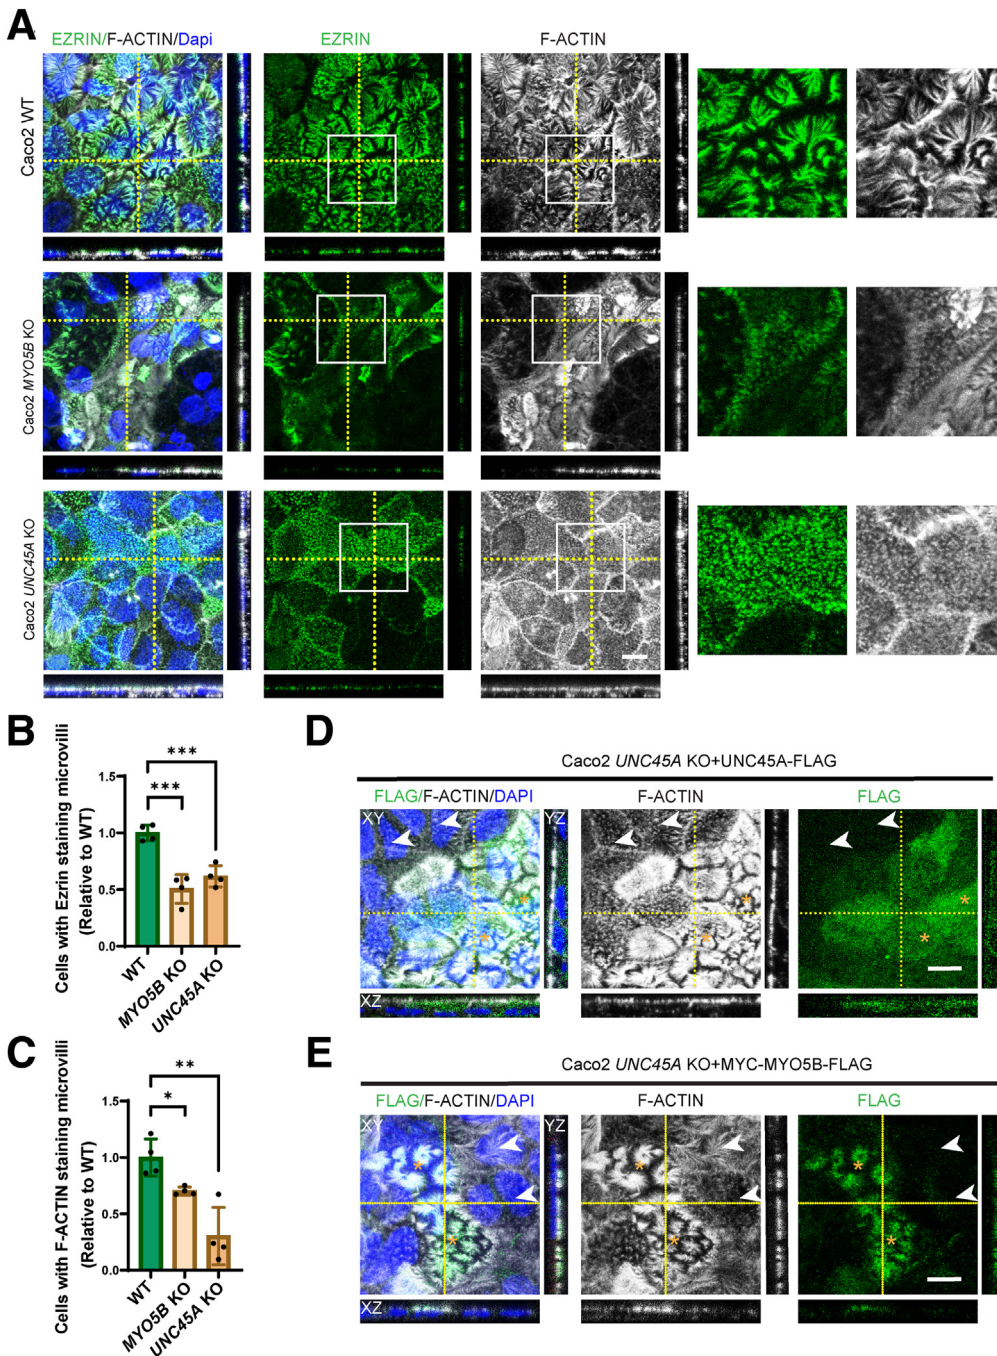 A
EZRIN/F-ACTIN/Dapi
EZRIN
F-ACTIN
Caco2 WT
Caco2 MYO5B KO
Caco2 UNC45A KO
B
Cells with Ezrin staining microvilli
(Relative to WT)
1.5
1.0
0.5
0.0
***
***
WT
MYO5B KO
UNC45A KO
C
Cells with F-ACTIN staining microvilli
(Relative to WT)
1.5
1.0
0.5
0.0
**
*
WT
MYO5B KO
UNC45A KO
D
Caco2 UNC45A KO+UNC45A-FLAG
FLAG/F-ACTIN/DAPI
F-ACTIN
FLAG
XY
YZ
*
*
*
*
*
*
XZ
E
Caco2 UNC45A KO+MYC-MYO5B-FLAG
FLAG/F-ACTIN/DAPI
F-ACTIN
FLAG
XY
YZ
*
*
*
*
*
*
XZ